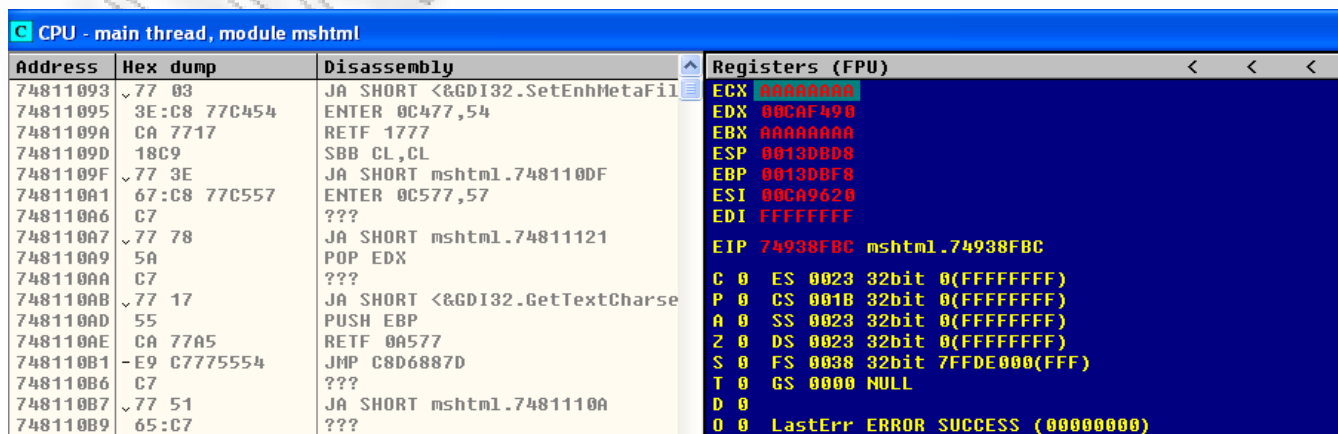 C CPU - main thread, module mshtml
Address Hex dump Disassembly
74811093 77 03 JA SHORT <&GDI32.SetEnhMetaFil
74811095 3E:C8 77C454 ENTER 0C477,54
7481109A CA 7717 RETF 1777
7481109D 18C9 SBB CL,CL
7481109F 77 3E JA SHORT mshtml.748110DF
748110A1 67:C8 77C557 ENTER 0C577,57
748110A6 C7 ???
748110A7 77 78 JA SHORT mshtml.74811121
748110A9 5A POP EDX
748110AA C7 ???
748110AB 77 17 JA SHORT <&GDI32.GetTextCharse
748110AD 55 PUSH EBP
748110AE CA 77A5 RETF 0A577
748110B1 -E9 C7775554 JMP C8D6887D
748110B6 C7 ???
748110B7 77 51 JA SHORT mshtml.7481110A
748110B9 65:C7 ???
Registers (FPU) < < <
ECX AAAAAAAA
EDX 00CAF490
EBX AAAAAAAA
ESP 0013DBD8
EBP 0013DBF8
ESI 00CA9620
EDI FFFFFFFF
EIP 74938FBC mshtml.74938FBC
C 0 ES 0023 32bit 0(FFFFFFFF)
P 0 CS 001B 32bit 0(FFFFFFFF)
A 0 SS 0023 32bit 0(FFFFFFFF)
Z 0 DS 0023 32bit 0(FFFFFFFF)
S 0 FS 0038 32bit 7FFDE000(FFF)
T 0 GS 0000 NULL
D 0
O 0 LastErr ERROR SUCCESS (00000000)